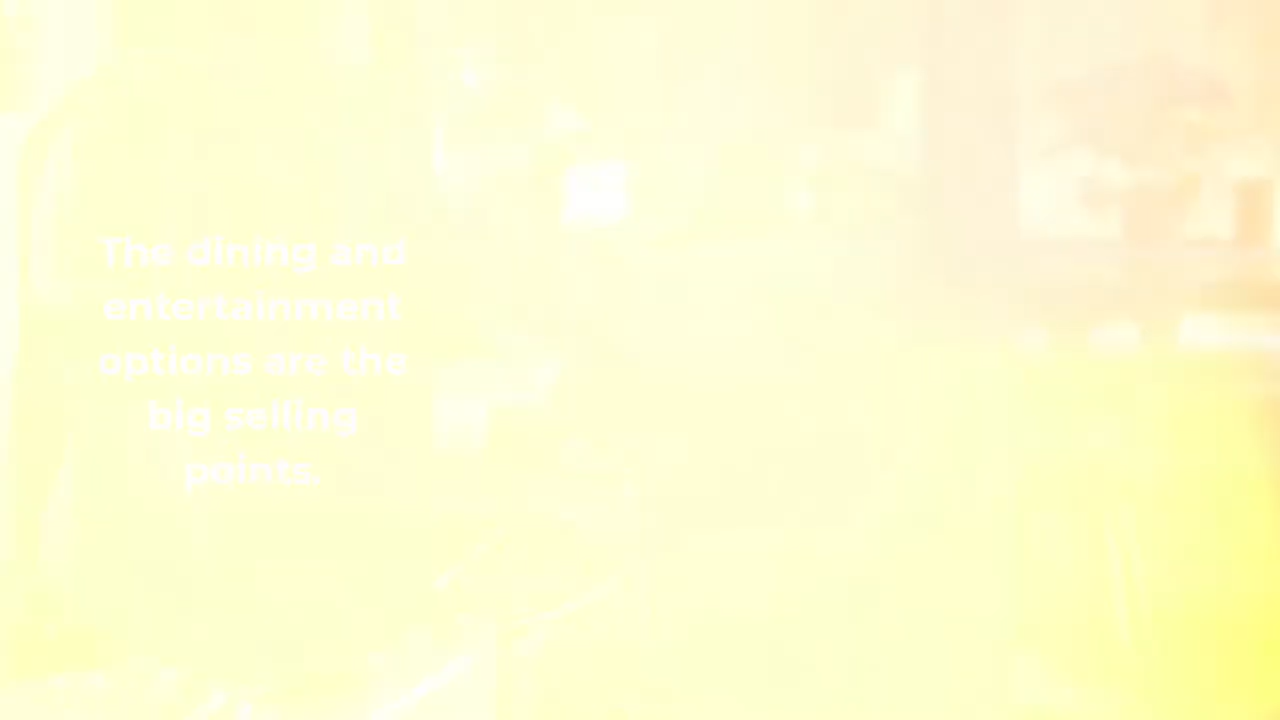 The dining and
entertainment
options are the
big selling
points.